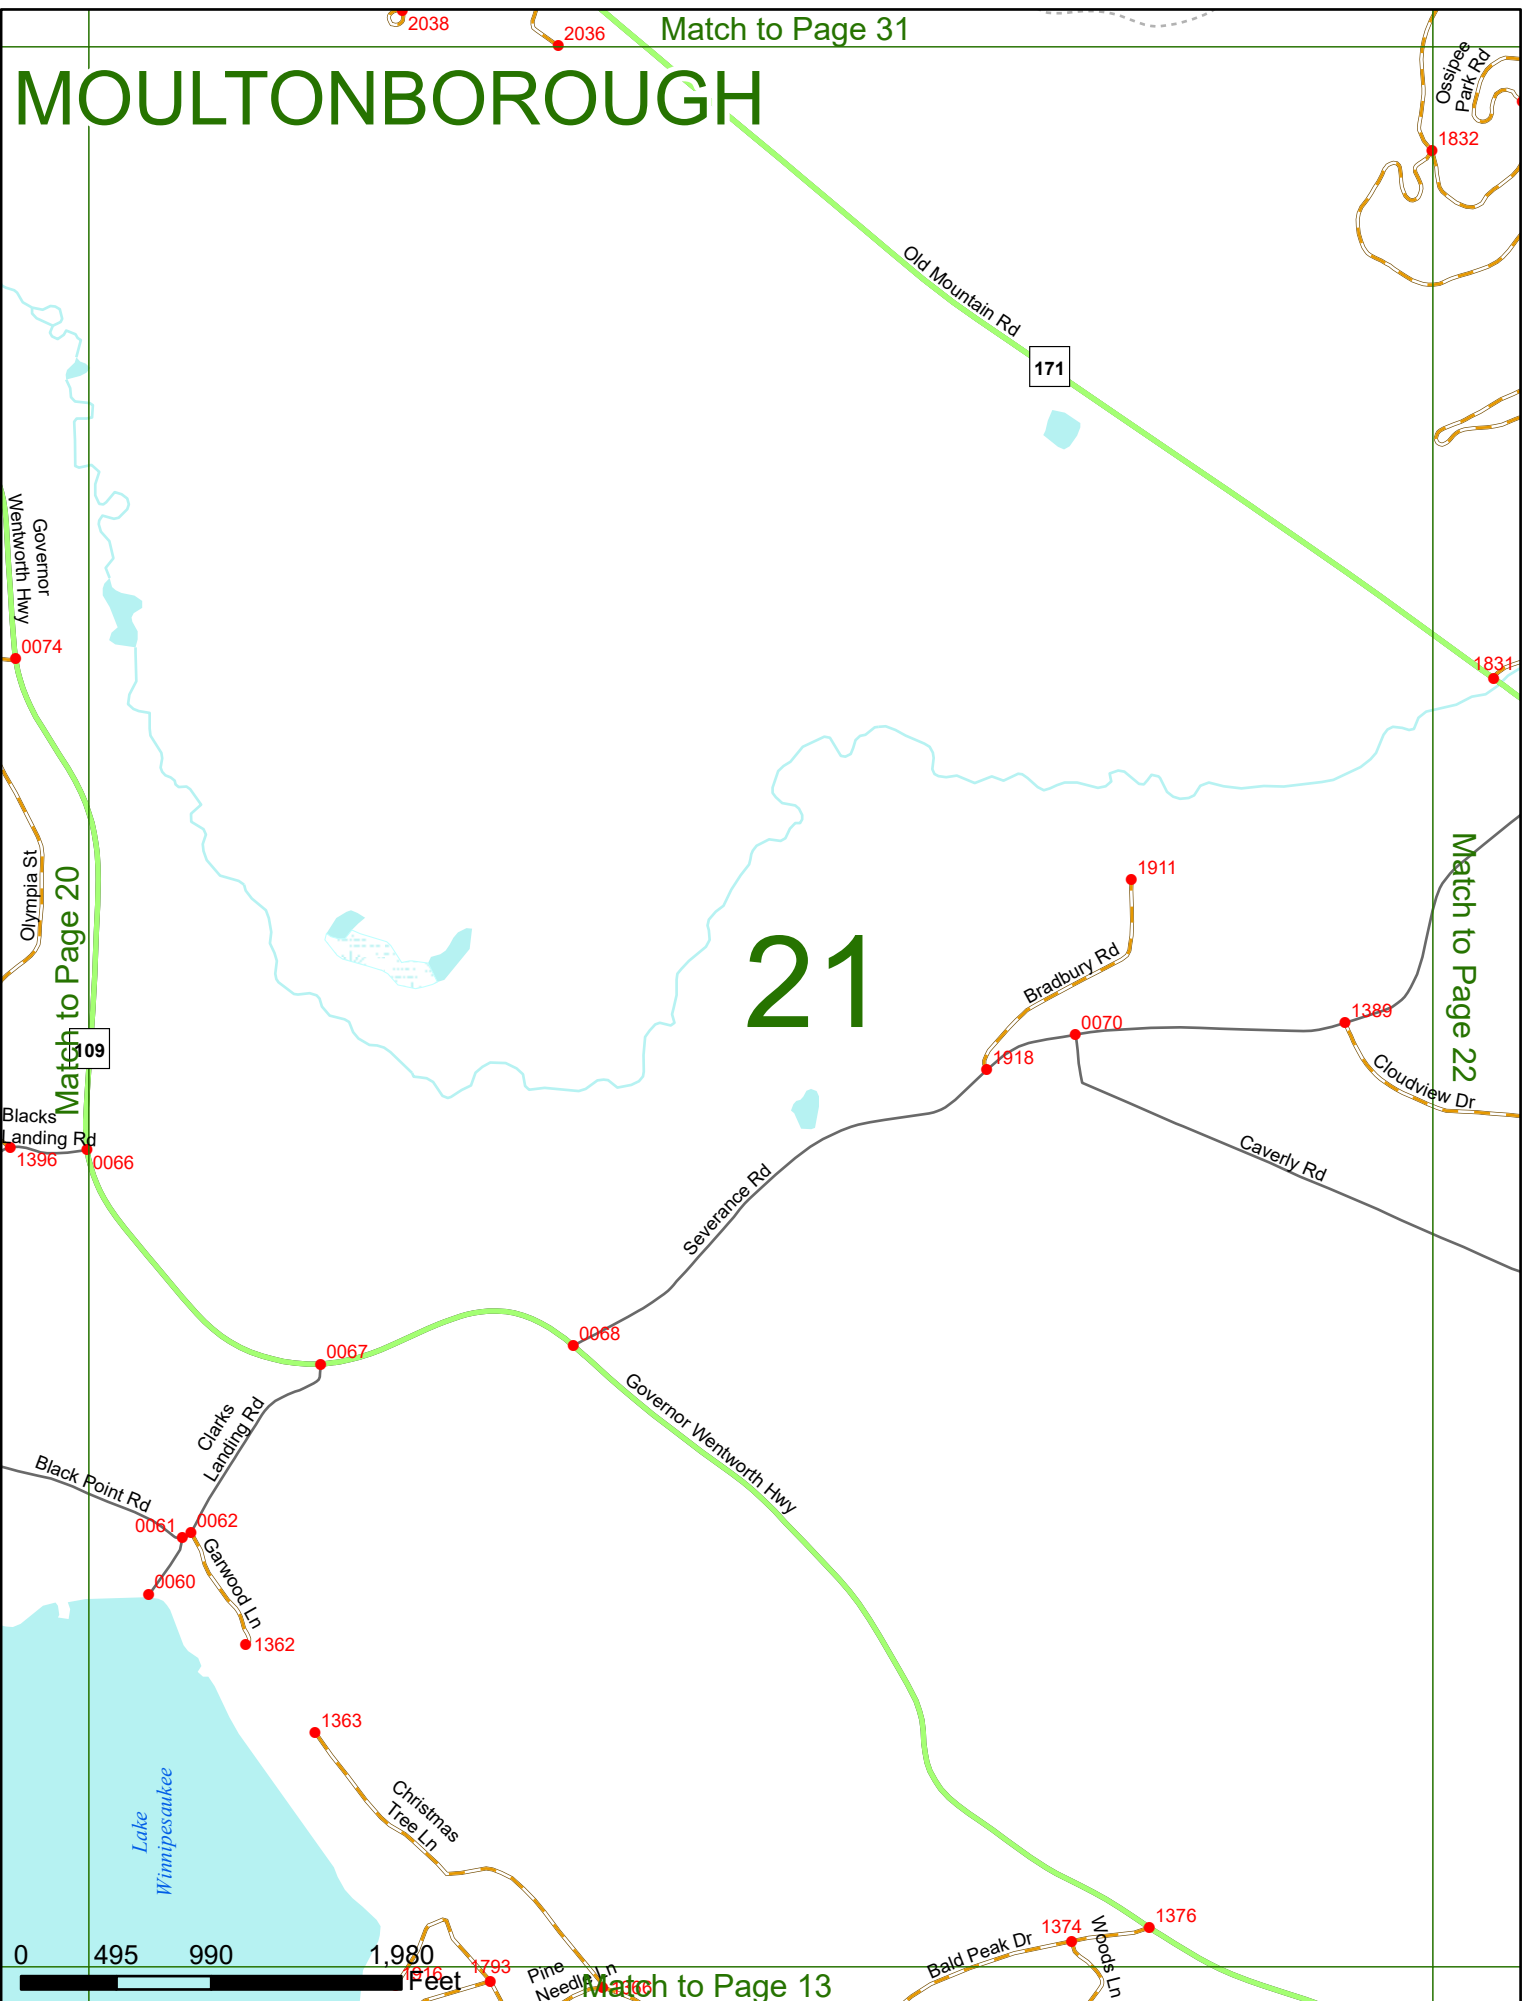 2038
2036
Match to Page 31
MOULTONBOROUGH
Ossipee
Park Rd
1832
Old Mountain Rd
171
Governor
Wentworth Hwy
0074
1831
Olympia St
Match to Page 20
109
Match to Page 22
1911
21
Bradbury Rd
0070
1389
1918
Cloudview Dr
Blacks
Landing Rd
1396
0066
Caverly Rd
Severance Rd
0068
0067
Governor Wentworth Hwy
Clarks
Landing Rd
Black Point Rd
0061
0062
Garwood Ln
0060
1362
1363
Christmas
Tree Ln
Lake
Winnipesaukee
1376
1374
Woods Ln
Bald Peak Dr
0 495 990 1,980
Feet
1916
1793
Pine
Needle Ln
1366
Match to Page 13